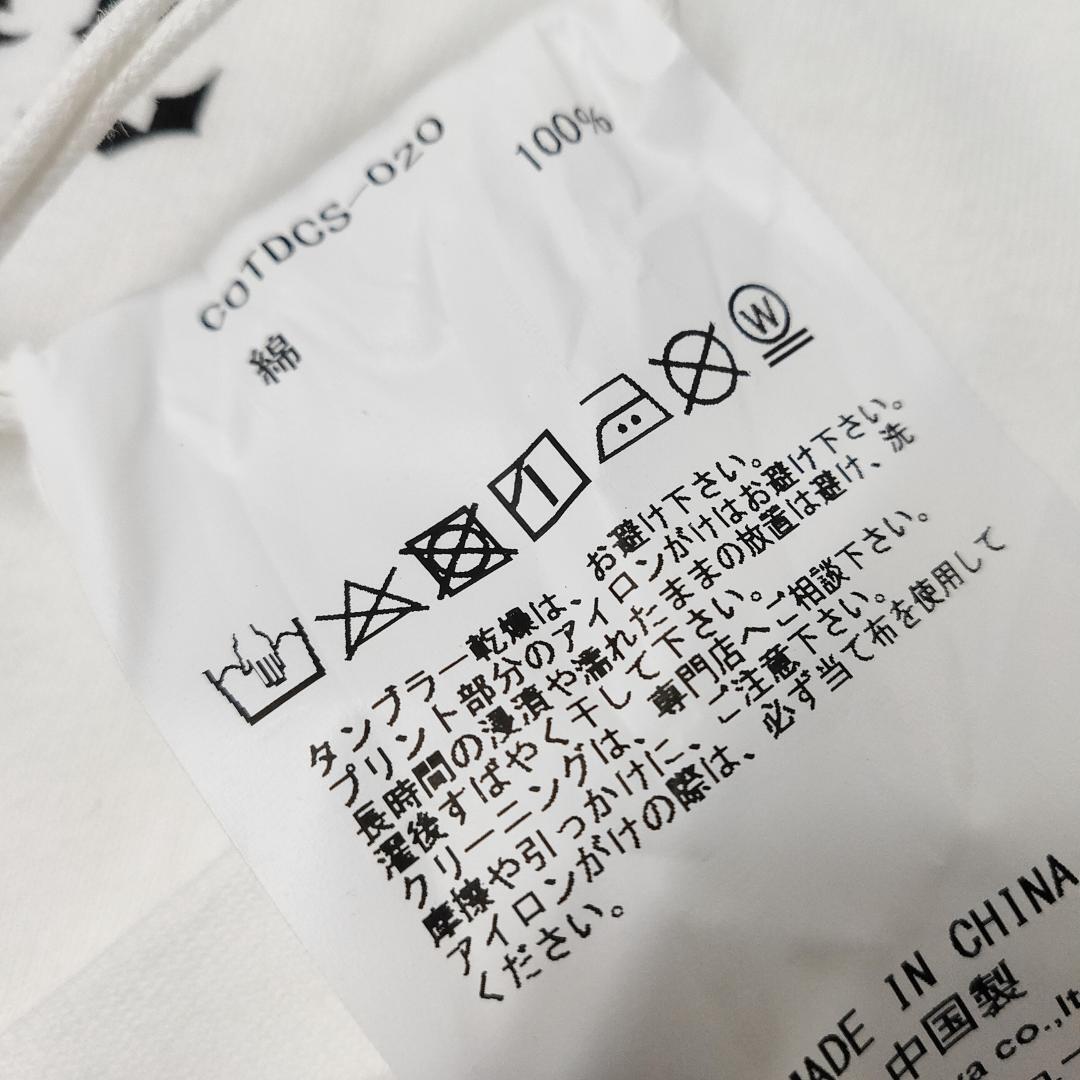 COTDCS-020
綿 100%
W
タンブラー乾燥は、お避け下さい。
プリント部分のアイロンがけはお避け下さい。
長時間の浸漬や濡れたままの放置は避け、洗
濯後すばやく干して下さい。
クリーニングは、専門店へご相談下さい。
摩擦や引っかけに、ご注意下さい。
アイロンがけの際は、必ず当て布を使用して
ください。
MADE IN CHINA
中国製
co.,lt